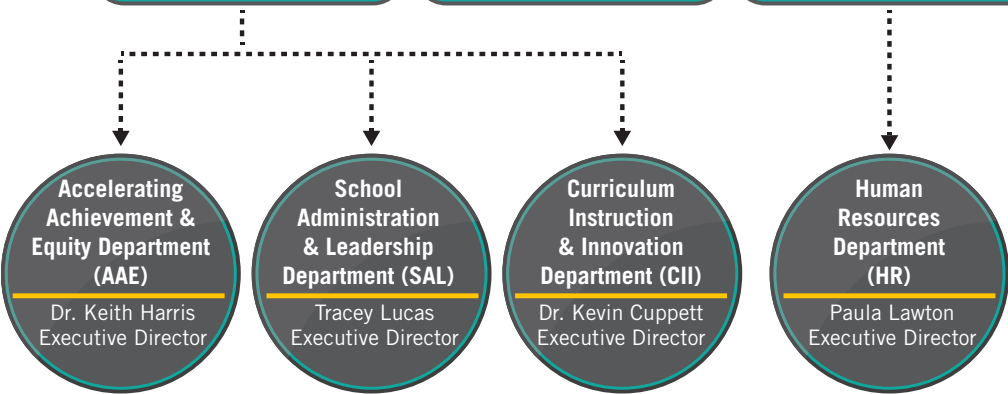 Accelerating
Achievement &
Equity Department
(AAE)
Dr. Keith Harris
Executive Director
School
Administration
& Leadership
Department (SAL)
Tracey Lucas
Executive Director
Curriculum
Instruction
& Innovation
Department (CII)
Dr. Kevin Cuppett
Executive Director
Human
Resources
Department
(HR)
Paula Lawton
Executive Director